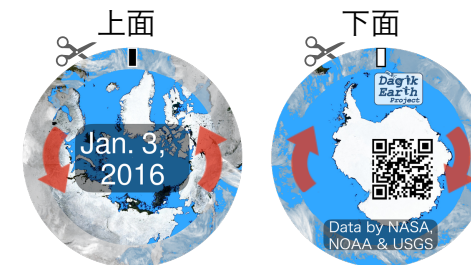 上面
下面
Jan. 3,
2016
Dagik
Earth
Project
Data by NASA,
NOAA & USGS